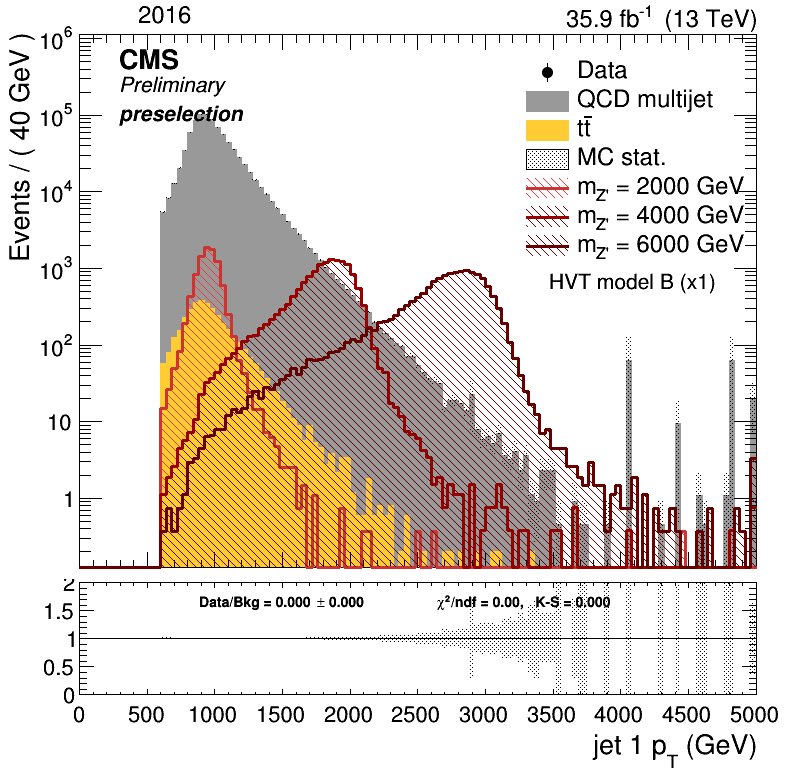 2016
35.9 fb⁻¹ (13 TeV)
CMS
Preliminary
preselection
Data
QCD multijet
tt̄
MC stat.
m_Z' = 2000 GeV
m_Z' = 4000 GeV
m_Z' = 6000 GeV
HVT model B (x1)
Events / ( 40 GeV )
10⁶
10⁵
10⁴
10³
10²
10
1
Data/Bkg = 0.000 ± 0.000
χ²/ndf = 0.00, K-S = 0.000
2
1.5
1
0.5
0
0 500 1000 1500 2000 2500 3000 3500 4000 4500 5000
jet 1 p_T (GeV)